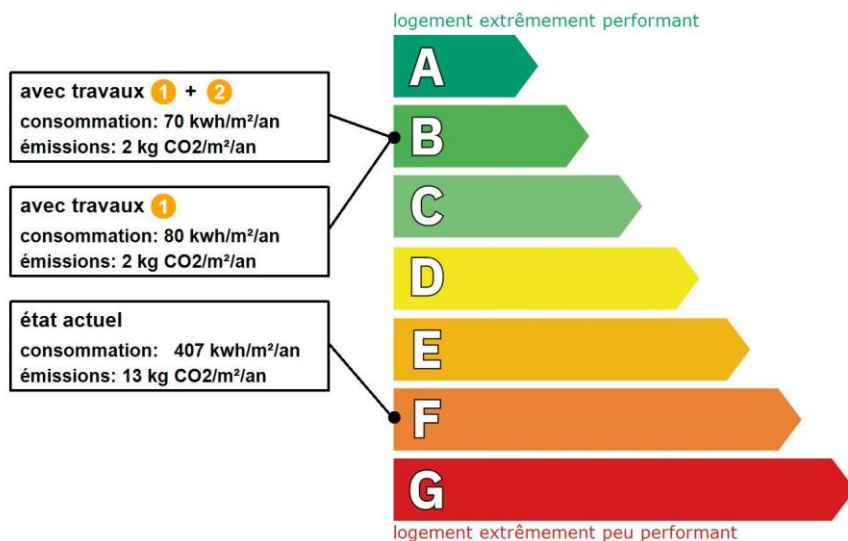 logement extrêmement performant
A
avec travaux 1 + 2
consommation: 70 kwh/m²/an
émissions: 2 kg CO2/m²/an
B
avec travaux 1
consommation: 80 kwh/m²/an
émissions: 2 kg CO2/m²/an
C
D
état actuel
consommation: 407 kwh/m²/an
émissions: 13 kg CO2/m²/an
E
F
G
logement extrêmement peu performant